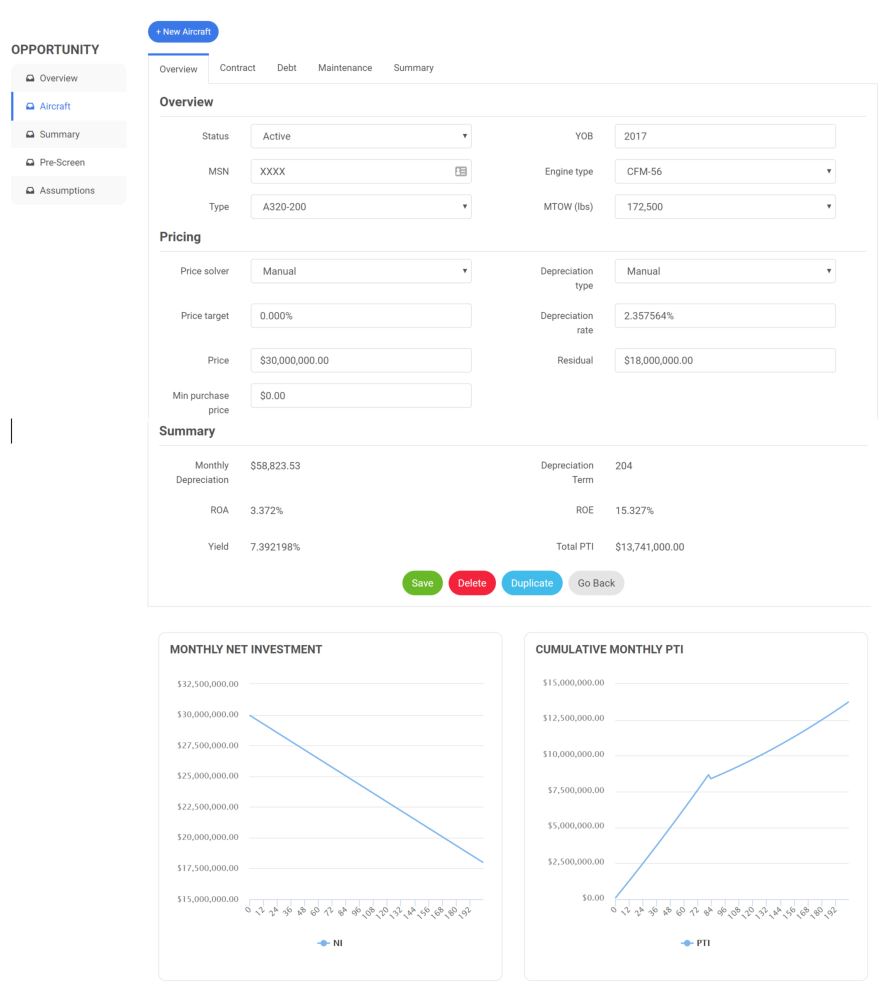 + New Aircraft
OPPORTUNITY
Overview
Aircraft
Summary
Pre-Screen
Assumptions
Overview Contract Debt Maintenance Summary
Overview
Status Active YOB 2017
MSN XXXX Engine type CFM-56
Type A320-200 MTOW (lbs) 172,500
Pricing
Price solver Manual Depreciation type Manual
Price target 0.000% Depreciation rate 2.357564%
Price $30,000,000.00 Residual $18,000,000.00
Min purchase price $0.00
Summary
Monthly Depreciation $58,823.53 Depreciation Term 204
ROA 3.372% ROE 15.327%
Yield 7.392198% Total PTI $13,741,000.00
Save Delete Duplicate Go Back
MONTHLY NET INVESTMENT
$32,500,000.00
$30,000,000.00
$27,500,000.00
$25,000,000.00
$22,500,000.00
$20,000,000.00
$17,500,000.00
$15,000,000.00
0 12 24 36 48 60 72 84 96 108 120 132 144 156 168 180 192
NI
CUMULATIVE MONTHLY PTI
$15,000,000.00
$12,500,000.00
$10,000,000.00
$7,500,000.00
$5,000,000.00
$2,500,000.00
$0.00
0 12 24 36 48 60 72 84 96 108 120 132 144 156 168 180 192
PTI